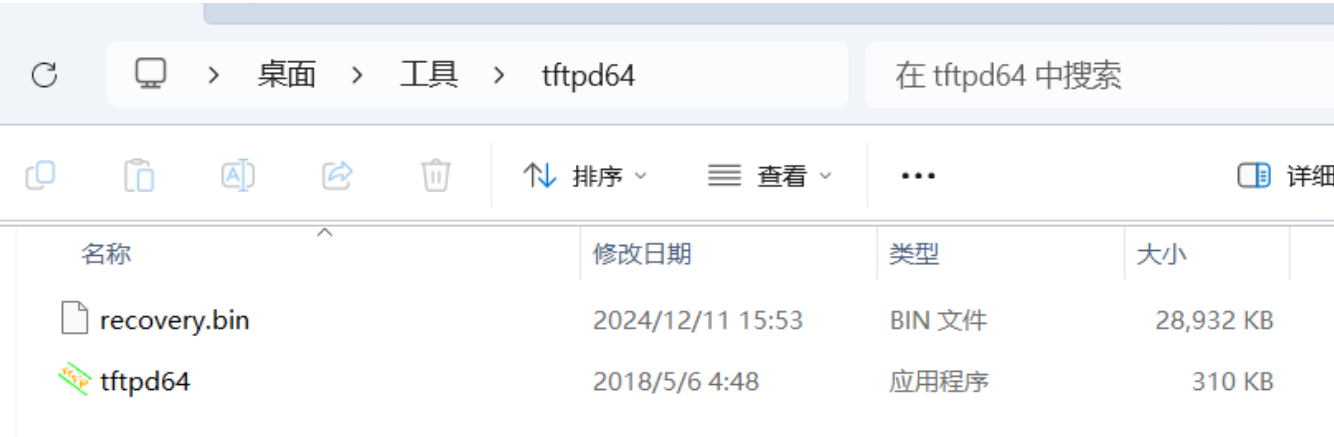 桌面 > 工具 > tftpd64 在 tftpd64 中搜索
排序 查看 ••• 详细
名称 修改日期 类型 大小
recovery.bin 2024/12/11 15:53 BIN 文件 28,932 KB
tftpd64 2018/5/6 4:48 应用程序 310 KB